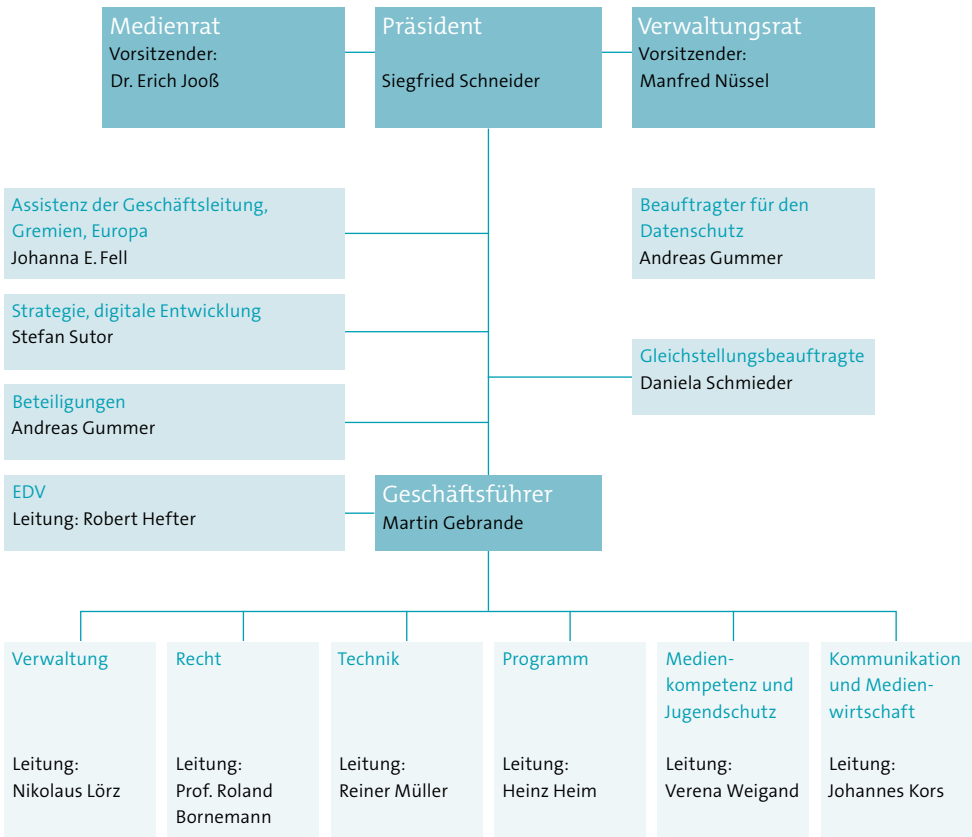 Medienrat
Vorsitzender:
Dr. Erich Jooß
Präsident
Siegfried Schneider
Verwaltungsrat
Vorsitzender:
Manfred Nüssel
Assistenz der Geschäftsleitung,
Gremien, Europa
Johanna E. Fell
Beauftragter für den
Datenschutz
Andreas Gummer
Strategie, digitale Entwicklung
Stefan Sutor
Gleichstellungsbeauftragte
Daniela Schmieder
Beteiligungen
Andreas Gummer
EDV
Leitung: Robert Hefter
Geschäftsführer
Martin Gebrande
Verwaltung
Leitung:
Nikolaus Lörz
Recht
Leitung:
Prof. Roland
Bornemann
Technik
Leitung:
Reiner Müller
Programm
Leitung:
Heinz Heim
Medien-
kompetenz und
Jugendschutz
Leitung:
Verena Weigand
Kommunikation
und Medien-
wirtschaft
Leitung:
Johannes Kors